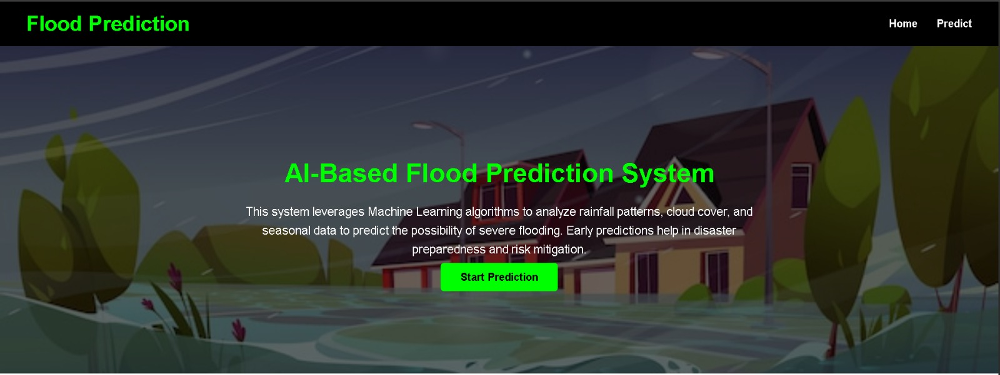 Flood Prediction
Home
Predict
AI-Based Flood Prediction System
This system leverages Machine Learning algorithms to analyze rainfall patterns, cloud cover, and
seasonal data to predict the possibility of severe flooding. Early predictions help in disaster
preparedness and risk mitigation.
Start Prediction